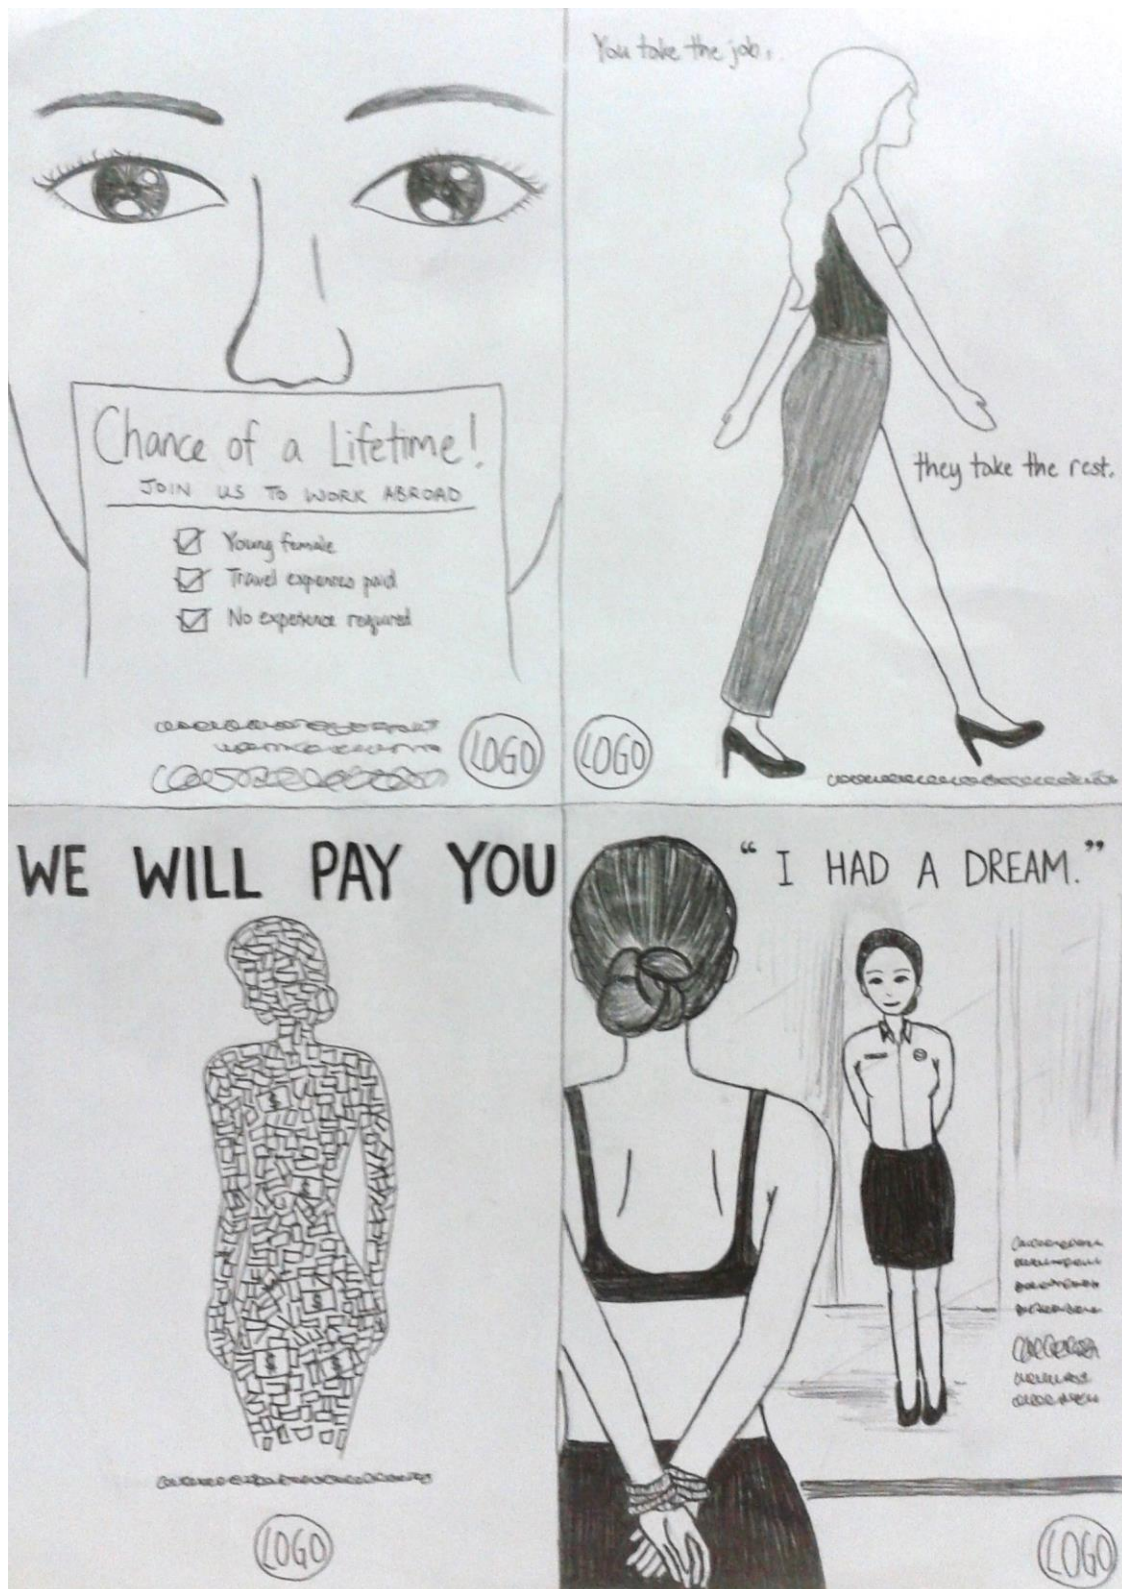 Chance of a Lifetime!
JOIN US TO WORK ABROAD
Young female
Travel expenses paid
No experience required
LOGO
You take the job,
they take the rest.
LOGO
WE WILL PAY YOU
LOGO
“I HAD A DREAM.”
LOGO